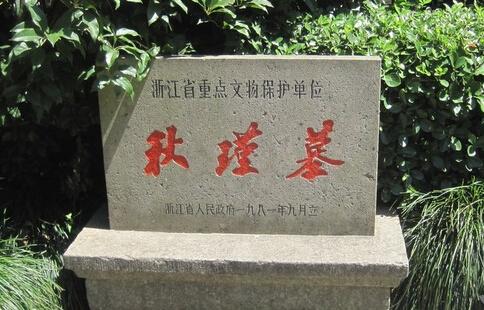 浙江省重点文物保护单位
秋瑾墓
浙江省人民政府一九八一年九月立